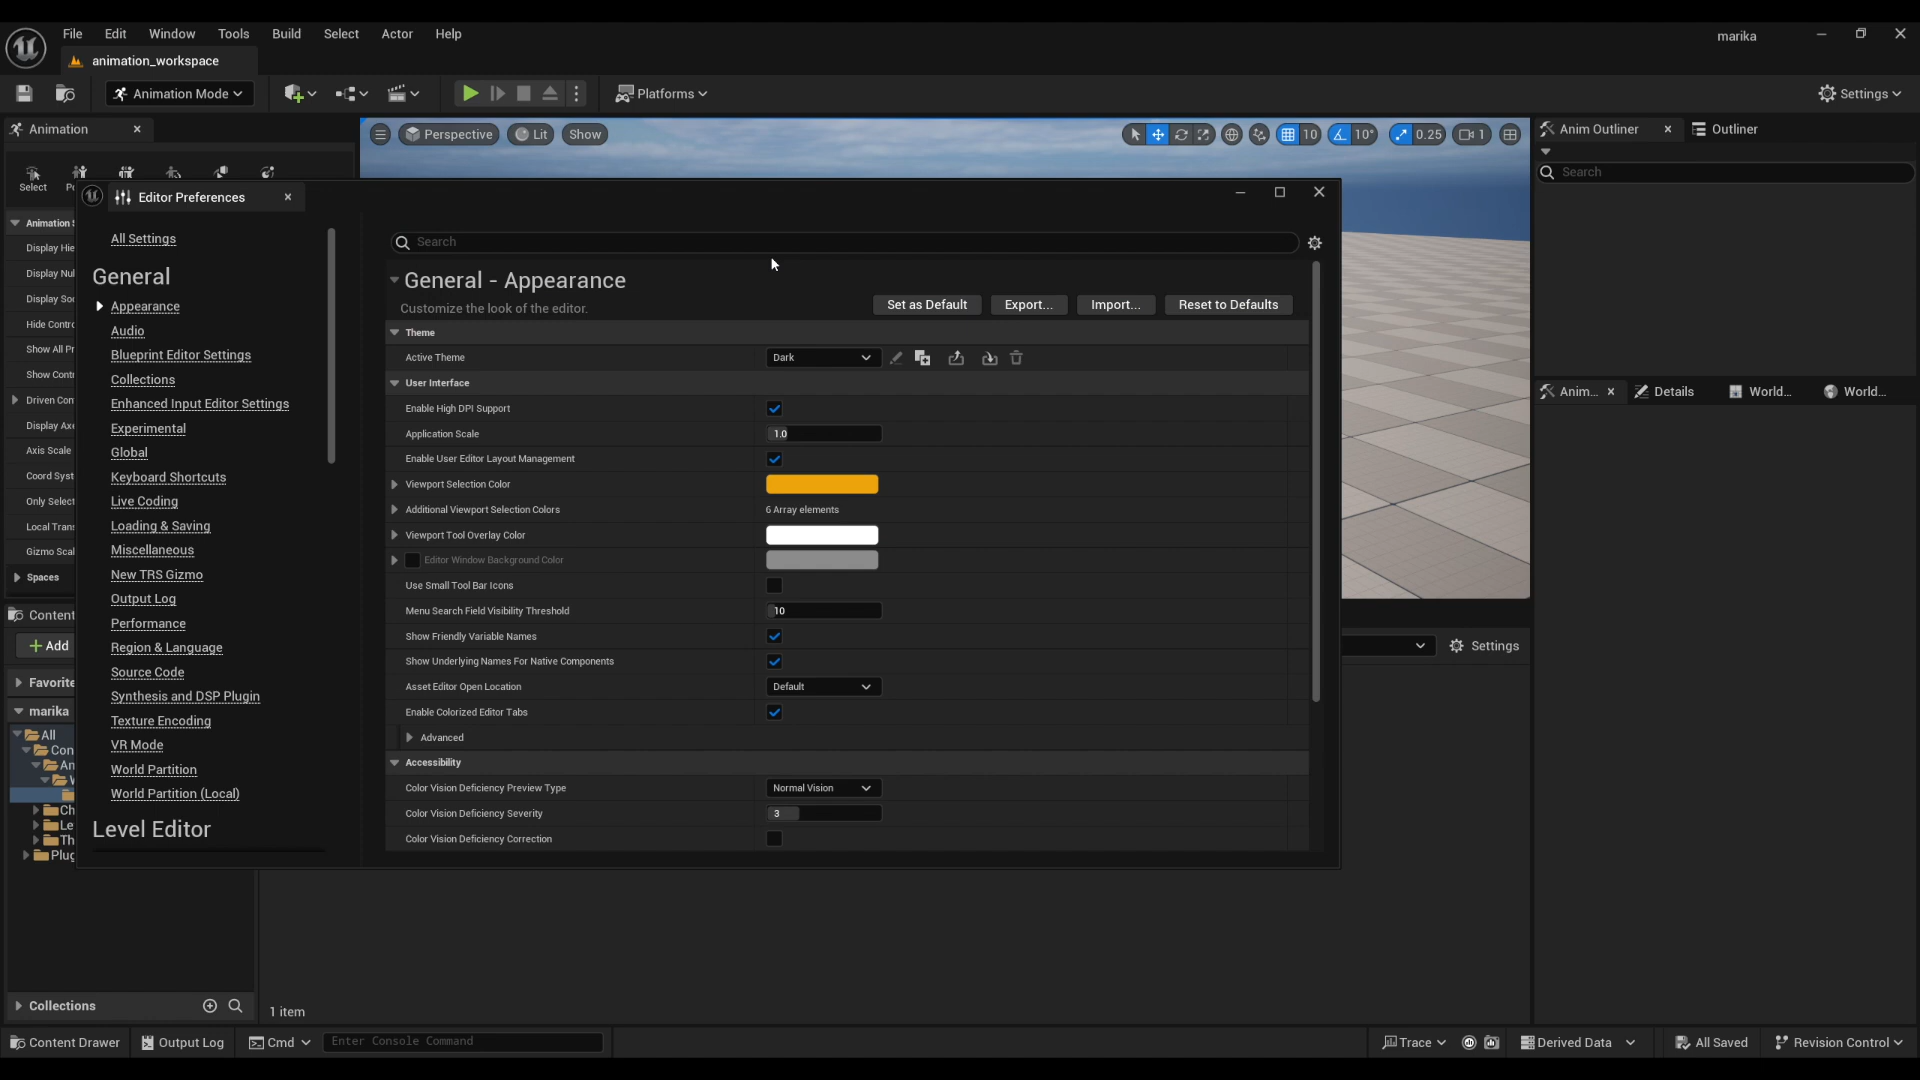 File Edit Window Tools Build Select Actor Help
marika
animation_workspace
Animation Mode
Platforms
Settings
Animation
Perspective Lit Show
10 10° 0.25 1
Anim Outliner Outliner
Search
Select
Editor Preferences
All Settings
General
Appearance
Audio
Blueprint Editor Settings
Collections
Enhanced Input Editor Settings
Experimental
Global
Keyboard Shortcuts
Live Coding
Loading & Saving
Miscellaneous
New TRS Gizmo
Output Log
Performance
Region & Language
Source Code
Synthesis and DSP Plugin
Texture Encoding
VR Mode
World Partition
World Partition (Local)
Level Editor
Search
General - Appearance
Customize the look of the editor.
Set as Default Export... Import... Reset to Defaults
Theme
Active Theme Dark
User Interface
Enable High DPI Support
Application Scale 1.0
Enable User Editor Layout Management
Viewport Selection Color
Additional Viewport Selection Colors 6 Array elements
Viewport Tool Overlay Color
Editor Window Background Color
Use Small Tool Bar Icons
Menu Search Field Visibility Threshold 10
Show Friendly Variable Names
Show Underlying Names For Native Components
Asset Editor Open Location Default
Enable Colorized Editor Tabs
Advanced
Accessibility
Color Vision Deficiency Preview Type Normal Vision
Color Vision Deficiency Severity 3
Color Vision Deficiency Correction
Animation
Display Hie
Display Nul
Display Soc
Hide Contro
Show All Pr
Show Cont
Driven Con
Display Axe
Axis Scale
Coord Syst
Only Select
Local Trans
Gizmo Scal
Spaces
Content
Add
Favorite
marika
All
Con
An
Ch
Le
Th
Plug
Collections
1 item
Settings
Anim... Details World... World...
Content Drawer Output Log Cmd Enter Console Command
Trace Derived Data All Saved Revision Control